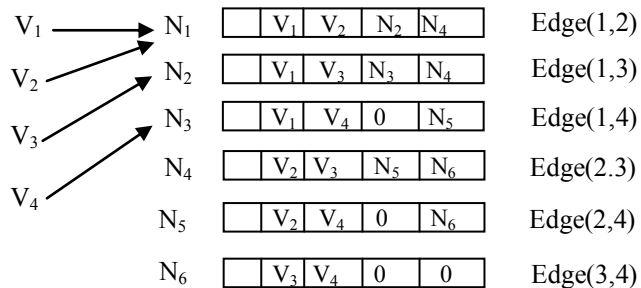 V₁ N₁ V₁ V₂ N₂ N₄ Edge(1,2)
V₂ N₂ V₁ V₃ N₃ N₄ Edge(1,3)
V₃ N₃ V₁ V₄ 0 N₅ Edge(1,4)
V₄ N₄ V₂ V₃ N₅ N₆ Edge(2.3)
N₅ V₂ V₄ 0 N₆ Edge(2,4)
N₆ V₃ V₄ 0 0 Edge(3,4)